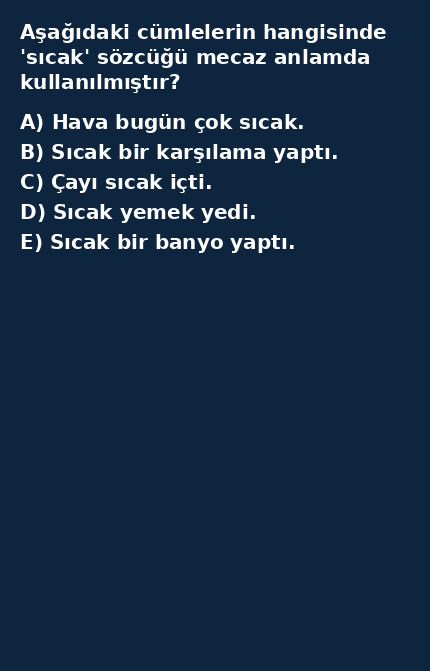 Aşağıdaki cümlelerin hangisinde
'sıcak' sözcüğü mecaz anlamda
kullanılmıştır?
A) Hava bugün çok sıcak.
B) Sıcak bir karşılama yaptı.
C) Çayı sıcak içti.
D) Sıcak yemek yedi.
E) Sıcak bir banyo yaptı.